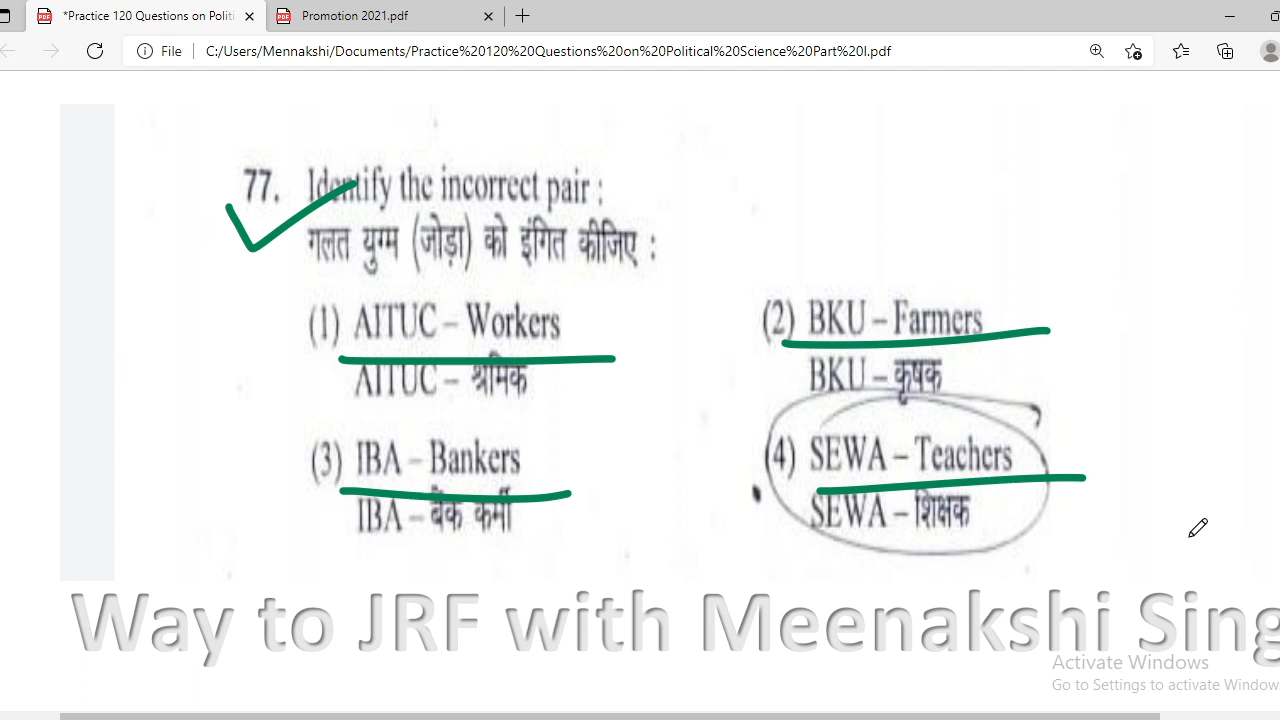 *Practice 120 Questions on Politi
Promotion 2021.pdf
File
C:/Users/Mennakshi/Documents/Practice%20120%20Questions%20on%20Political%20Science%20Part%20I.pdf
77. Identify the incorrect pair :
गलत युग्म (जोड़ा) को इंगित कीजिए :
(1) AITUC – Workers
AITUC – श्रमिक
(2) BKU – Farmers
BKU – कृषक
(3) IBA – Bankers
IBA – बैंक कर्मी
(4) SEWA – Teachers
SEWA – शिक्षक
Way to JRF with Meenakshi Sing
Activate Windows
Go to Settings to activate Window